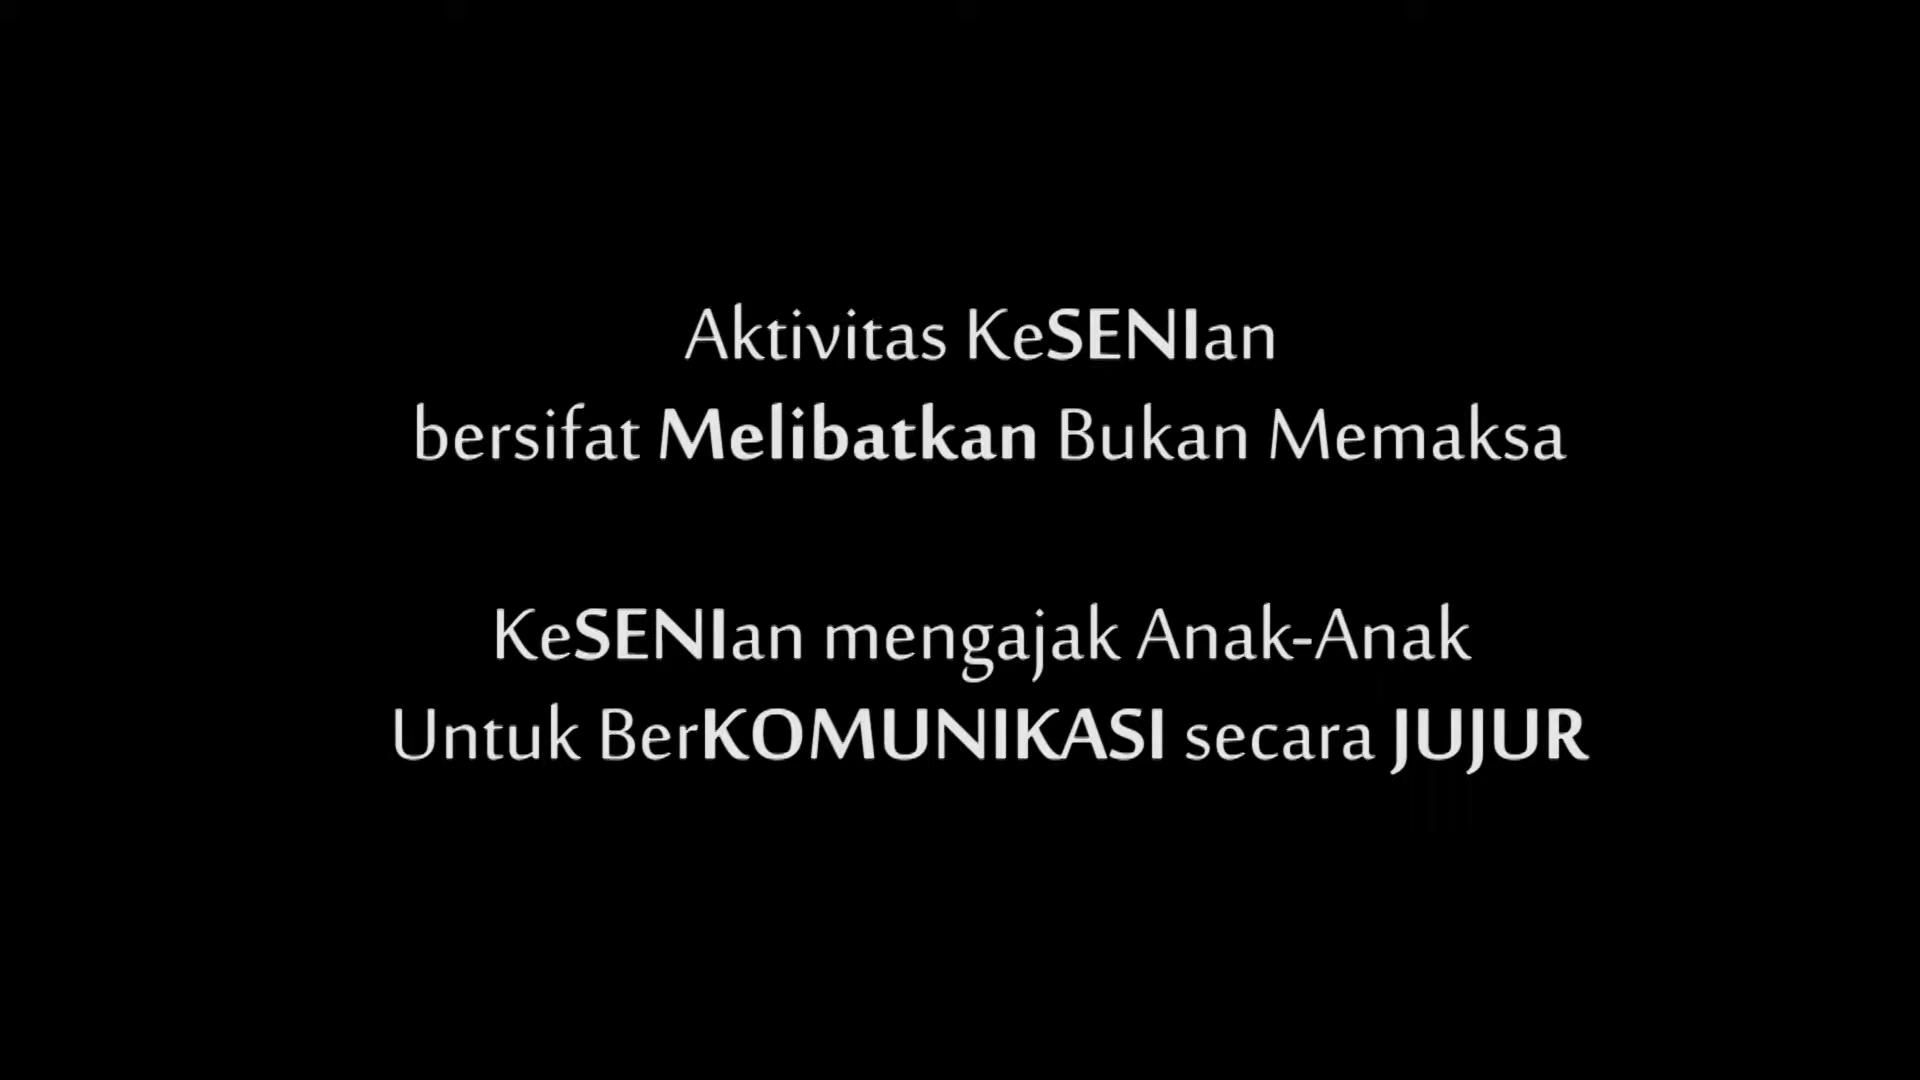 Aktivitas KeSENIan
bersifat Melibatkan Bukan Memaksa
KeSENIan mengajak Anak-Anak
Untuk BerKOMUNIKASI secara JUJUR